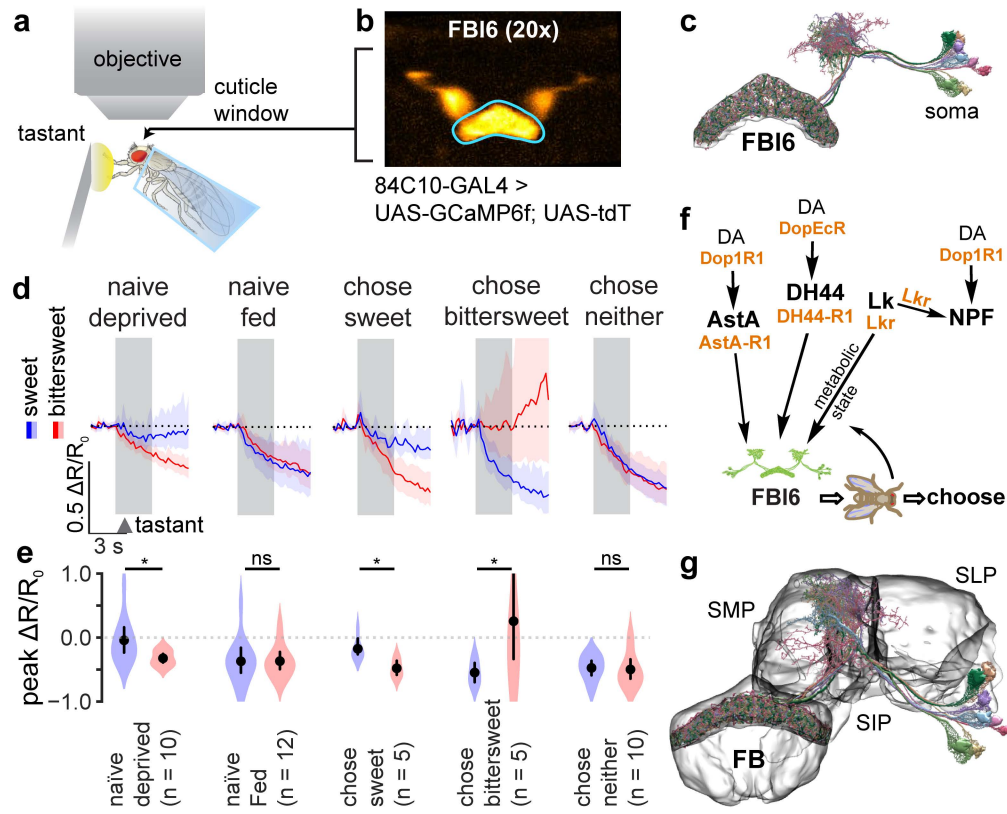 a
objective
cuticle
window
tastant
b
FBl6 (20x)
84C10-GAL4 >
UAS-GCaMP6f; UAS-tdT
c
soma
FBl6
d
naive
deprived
naive
fed
chose
sweet
chose
bittersweet
chose
neither
sweet
bittersweet
0.5 ΔR/R0
3 s
tastant
e
peak ΔR/R0
1.0
0.0
−1.0
*
ns
*
*
ns
naïve
deprived
(n = 10)
naïve
Fed
(n = 12)
chose
sweet
(n = 5)
chose
bittersweet
(n = 5)
chose
neither
(n = 10)
f
DA
Dop1R1
AstA
AstA-R1
DA
DopEcR
DH44
DH44-R1
Lk
Lkr
Lkr
DA
Dop1R1
NPF
metabolic
state
FBl6
choose
g
SMP
SLP
SIP
FB